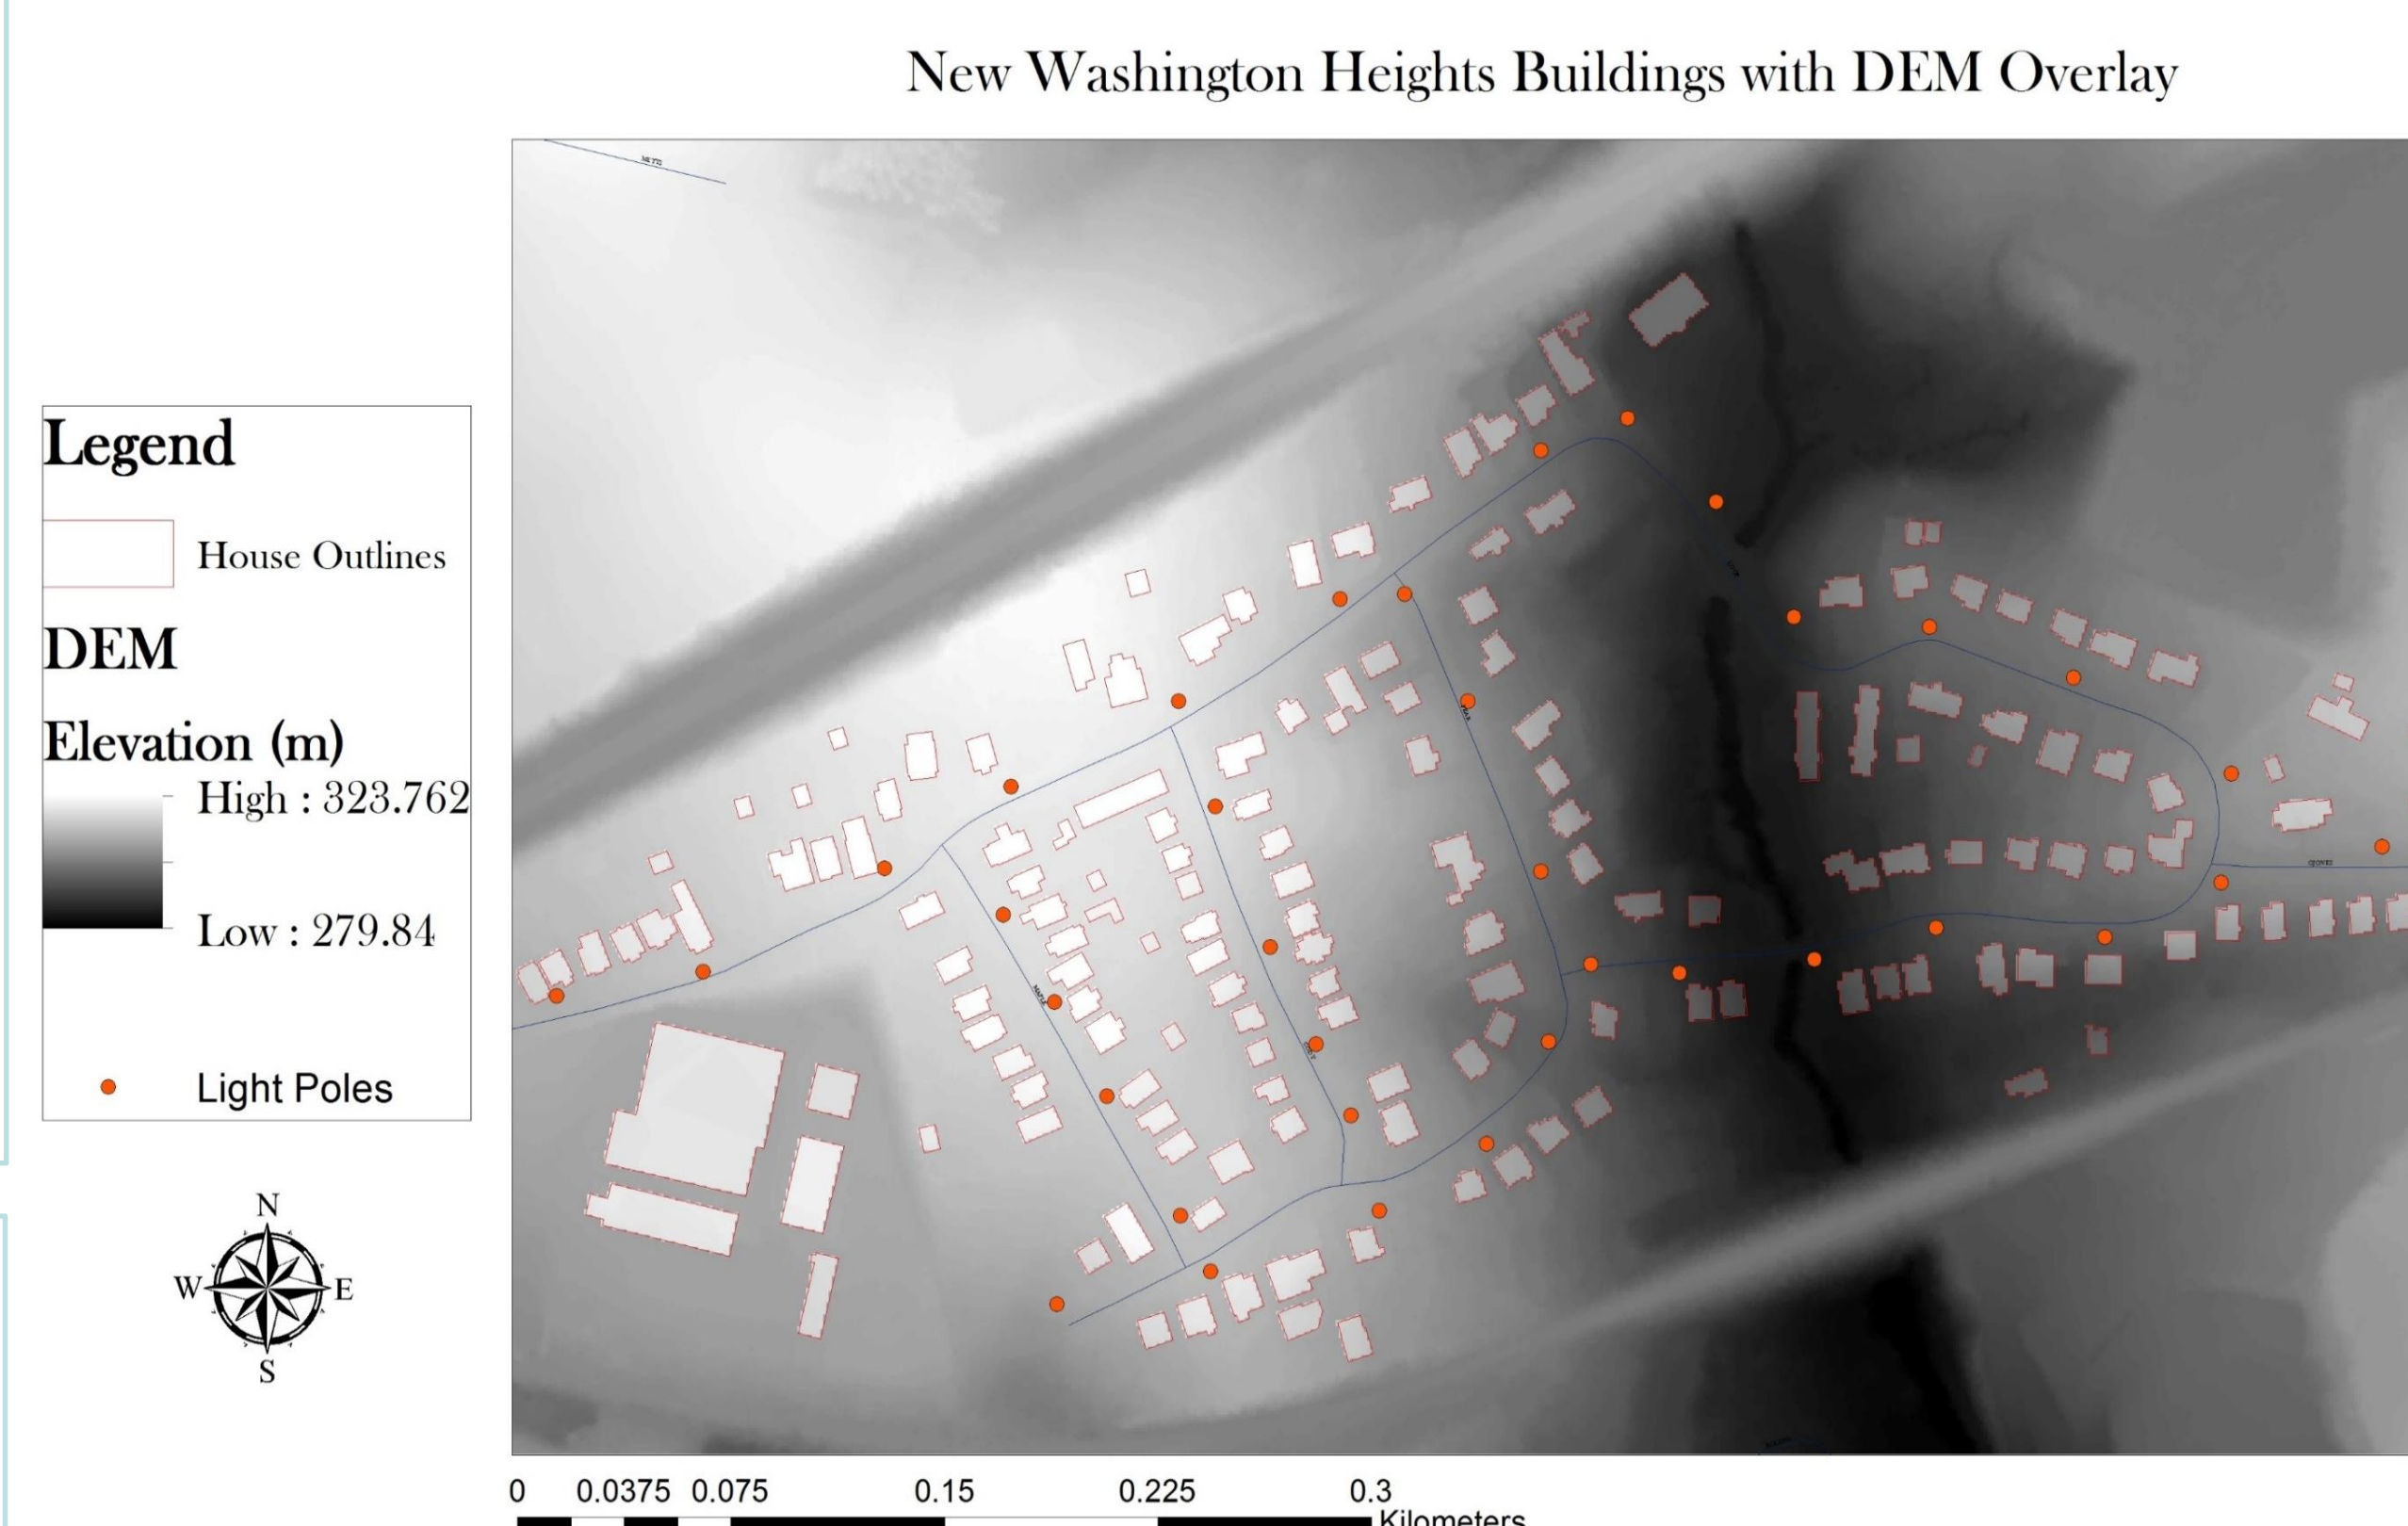 New Washington Heights Buildings with DEM Overlay
Legend
House Outlines
DEM
Elevation (m)
High : 323.762
Low : 279.84
Light Poles
N
W
E
S
MAPLE
0 0.0375 0.075 0.15 0.225 0.3
Kilometers